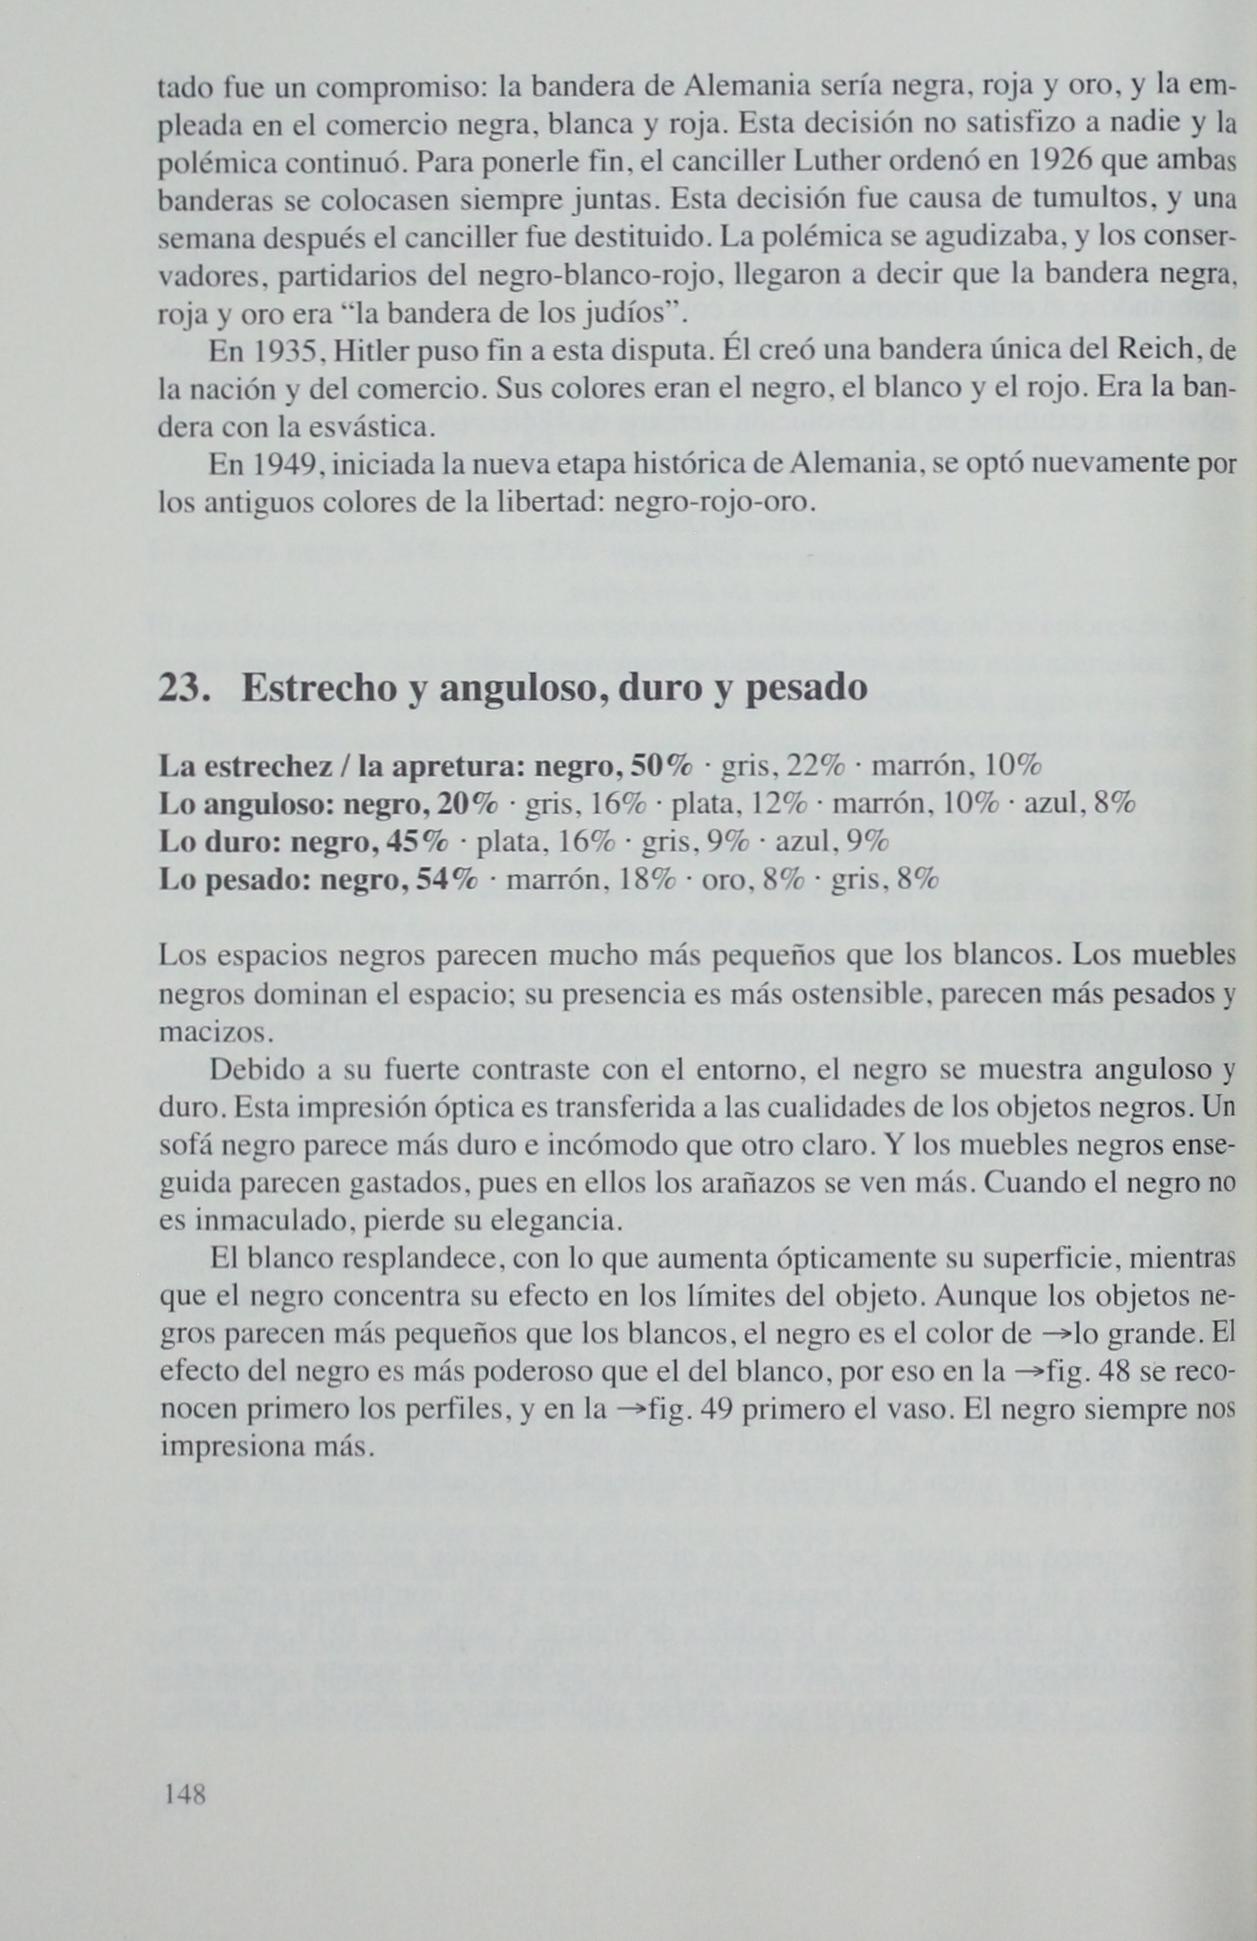 tado fue un compromiso: la bandera de Alemania sería negra, roja y oro, y la em-
pleada en el comercio negra, blanca y roja. Esta decisión no satisfizo a nadie y la
polémica continuó. Para ponerle fin, el canciller Luther ordenó en 1926 que ambas
banderas se colocasen siempre juntas. Esta decisión fue causa de tumultos, y una
semana después el canciller fue destituido. La polémica se agudizaba, y los conser-
vadores, partidarios del negro-blanco-rojo, llegaron a decir que la bandera negra,
roja y oro era “la bandera de los judíos”.
En 1935, Hitler puso fin a esta disputa. Él creó una bandera única del Reich, de
la nación y del comercio. Sus colores eran el negro, el blanco y el rojo. Era la ban-
dera con la esvástica.
En 1949, iniciada la nueva etapa histórica de Alemania, se optó nuevamente por
los antiguos colores de la libertad: negro-rojo-oro.
23. Estrecho y anguloso, duro y pesado
La estrechez / la apretura: negro, 50% · gris, 22% · marrón, 10%
Lo anguloso: negro, 20% · gris, 16% · plata, 12% · marrón, 10% · azul, 8%
Lo duro: negro, 45% · plata, 16% · gris, 9% · azul, 9%
Lo pesado: negro, 54% · marrón, 18% · oro, 8% · gris, 8%
Los espacios negros parecen mucho más pequeños que los blancos. Los muebles
negros dominan el espacio; su presencia es más ostensible, parecen más pesados y
macizos.
Debido a su fuerte contraste con el entorno, el negro se muestra anguloso y
duro. Esta impresión óptica es transferida a las cualidades de los objetos negros. Un
sofá negro parece más duro e incómodo que otro claro. Y los muebles negros ense-
guida parecen gastados, pues en ellos los arañazos se ven más. Cuando el negro no
es inmaculado, pierde su elegancia.
El blanco resplandece, con lo que aumenta ópticamente su superficie, mientras
que el negro concentra su efecto en los límites del objeto. Aunque los objetos ne-
gros parecen más pequeños que los blancos, el negro es el color de →lo grande. El
efecto del negro es más poderoso que el del blanco, por eso en la →fig. 48 se reco-
nocen primero los perfiles, y en la →fig. 49 primero el vaso. El negro siempre nos
impresiona más.
148